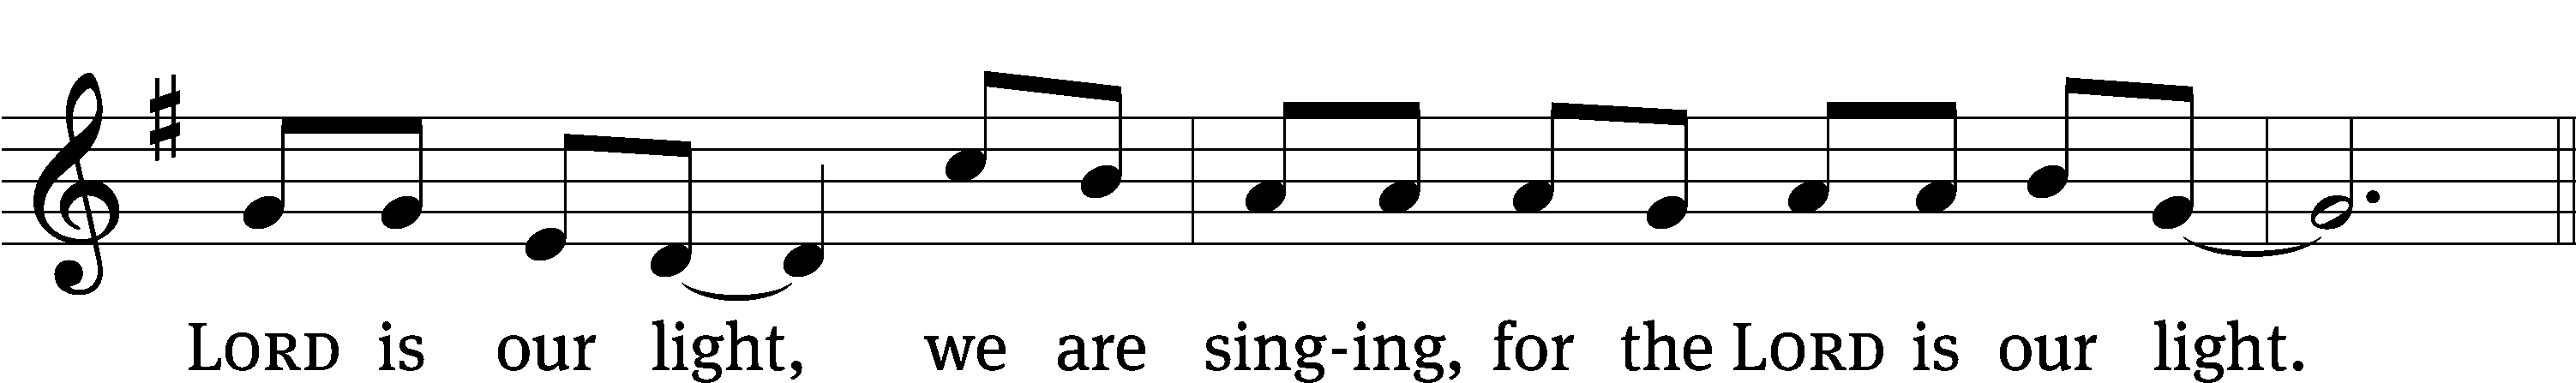 LORD is our light, we are sing-ing, for the LORD is our light.